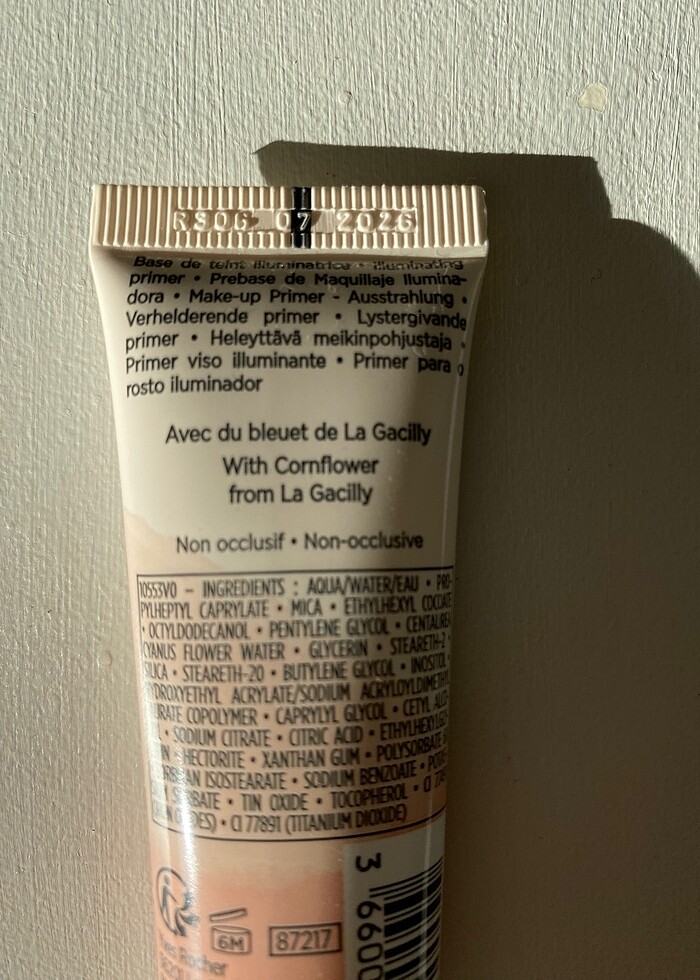 RS06 07 2026
Base de teint illuminatrice • Illuminating
primer • Prebase de Maquillaje Ilumina-
dora • Make-up Primer - Ausstrahlung •
Verhelderende primer • Lystergivande
primer • Heleyttävä meikinpohjustaja •
Primer viso illuminante • Primer para o
rosto iluminador
Avec du bleuet de La Gacilly
With Cornflower
from La Gacilly
Non occlusif • Non-occlusive
10553V0 - INGREDIENTS : AQUA/WATER/EAU • PRO-
PYLHEPTYL CAPRYLATE • MICA • ETHYLHEXYL COCOATE
• OCTYLDODECANOL • PENTYLENE GLYCOL • CENTAUREA
CYANUS FLOWER WATER • GLYCERIN • STEARETH-2 •
SILICA • STEARETH-20 • BUTYLENE GLYCOL • INOSITOL •
HYDROXYETHYL ACRYLATE/SODIUM ACRYLOYLDIMETHYL
URATE COPOLYMER • CAPRYLYL GLYCOL • CETYL ALCO-
• SODIUM CITRATE • CITRIC ACID • ETHYLHEXYLGLY-
IN • HECTORITE • XANTHAN GUM • POLYSORBATE
ISOSTEARATE • SODIUM BENZOATE •
• TIN OXIDE • TOCOPHEROL • CI
• CI 77891 (TITANIUM DIOXIDE)
6M
87217
3 6600
Yves Rocher